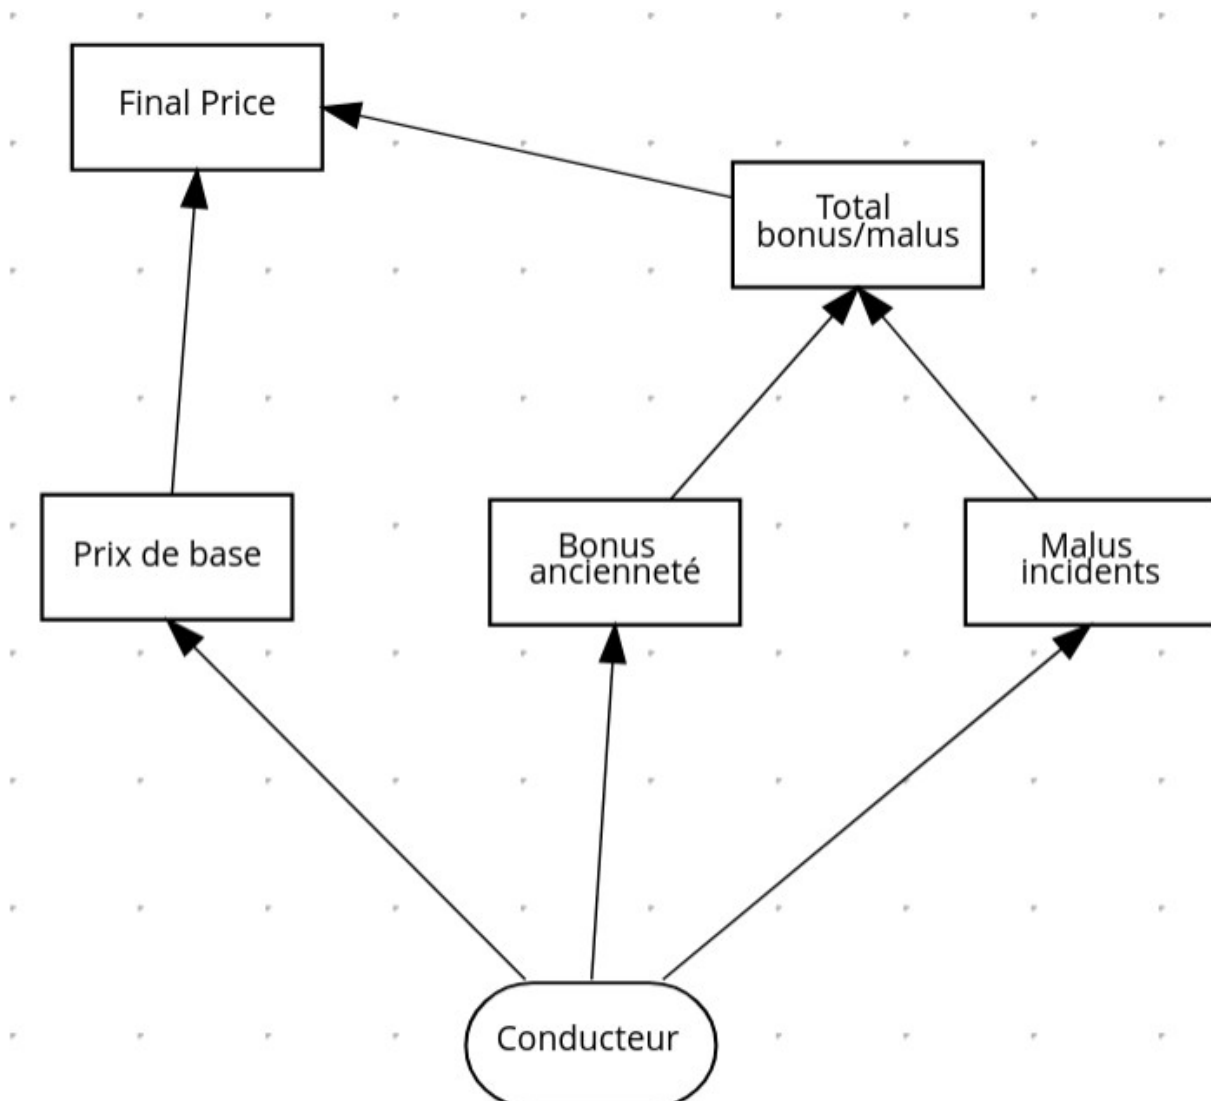 Final Price
Total
bonus/malus
Prix de base
Bonus
ancienneté
Malus
incidents
Conducteur